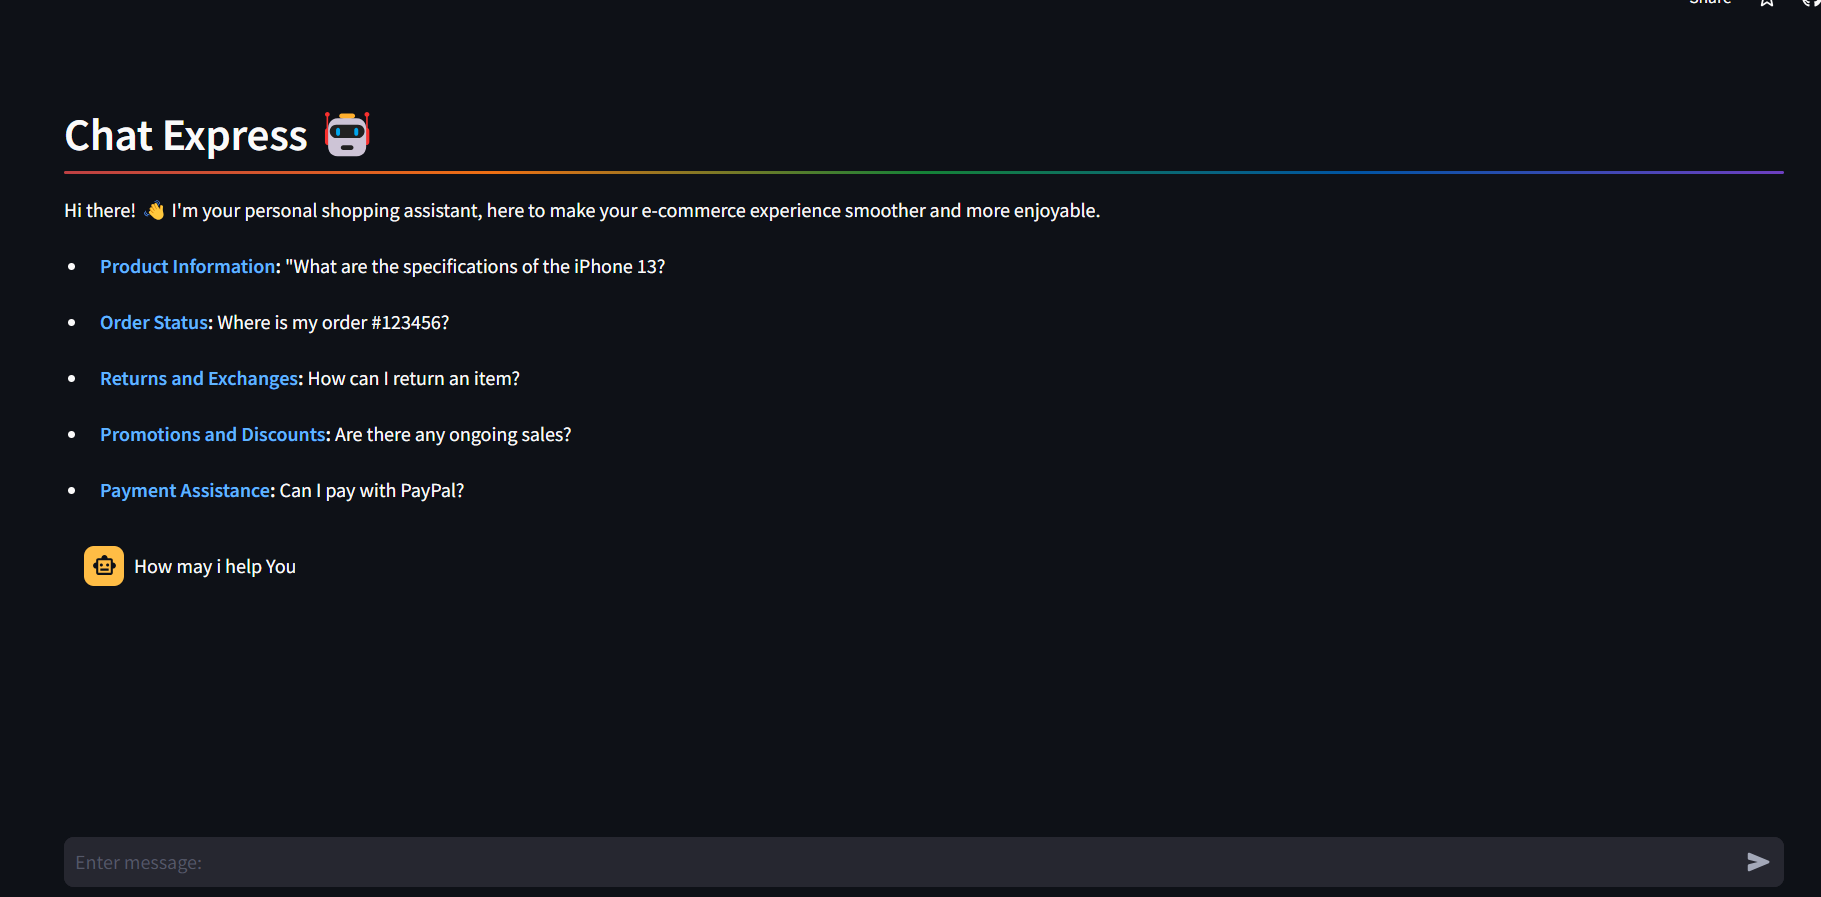 Share
Chat Express
Hi there! 👋 I'm your personal shopping assistant, here to make your e-commerce experience smoother and more enjoyable.
• Product Information: "What are the specifications of the iPhone 13?
• Order Status: Where is my order #123456?
• Returns and Exchanges: How can I return an item?
• Promotions and Discounts: Are there any ongoing sales?
• Payment Assistance: Can I pay with PayPal?
How may i help You
Enter message: